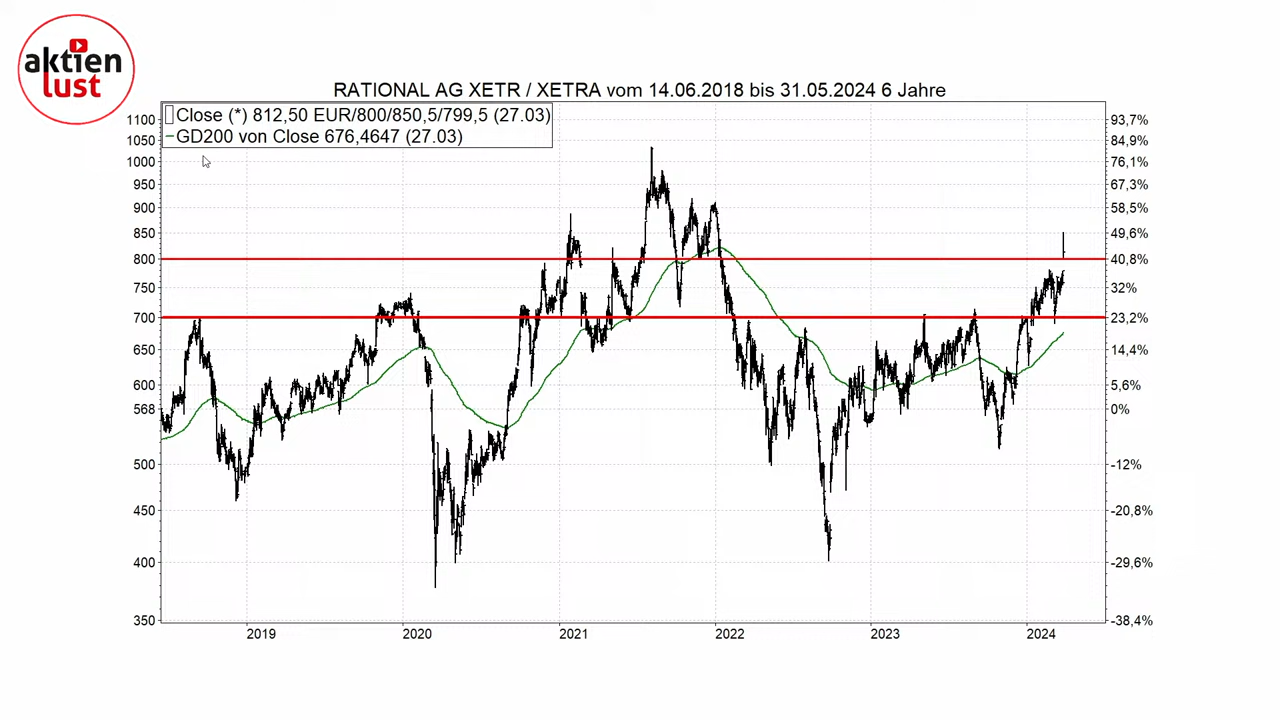 aktien
lust
RATIONAL AG XETR / XETRA vom 14.06.2018 bis 31.05.2024 6 Jahre
Close (*) 812,50 EUR/800/850,5/799,5 (27.03)
GD200 von Close 676,4647 (27.03)
1100 93,7%
1050 84,9%
1000 76,1%
950 67,3%
900 58,5%
850 49,6%
800 40,8%
750 32%
700 23,2%
650 14,4%
600 5,6%
568 0%
500 -12%
450 -20,8%
400 -29,6%
350 -38,4%
2019 2020 2021 2022 2023 2024